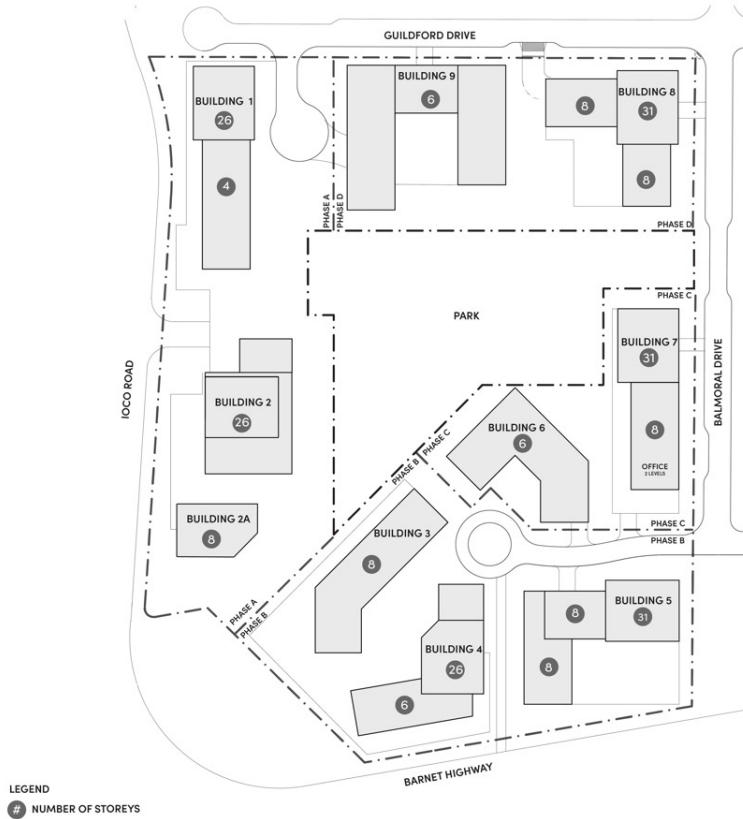 GUILDFORD DRIVE
BUILDING 1
26
4
BUILDING 9
6
8
BUILDING 8
31
8
PHASE A
PHASE D
PHASE D
PHASE C
PARK
IOCO ROAD
BALMORAL DRIVE
BUILDING 7
31
8
OFFICE
2 LEVELS
BUILDING 2
26
BUILDING 6
6
PHASE B
PHASE C
BUILDING 2A
8
BUILDING 3
8
PHASE C
PHASE B
PHASE A
PHASE B
BUILDING 4
26
6
8
BUILDING 5
31
8
BARNET HIGHWAY
LEGEND
# NUMBER OF STOREYS